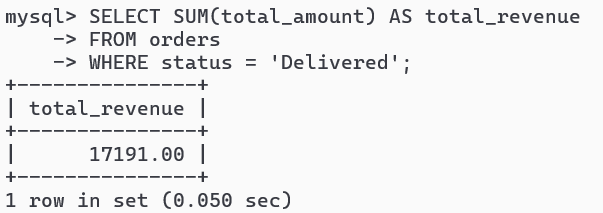 mysql> SELECT SUM(total_amount) AS total_revenue
    -> FROM orders
    -> WHERE status = 'Delivered';
+---------------+
| total_revenue |
+---------------+
|      17191.00 |
+---------------+
1 row in set (0.050 sec)